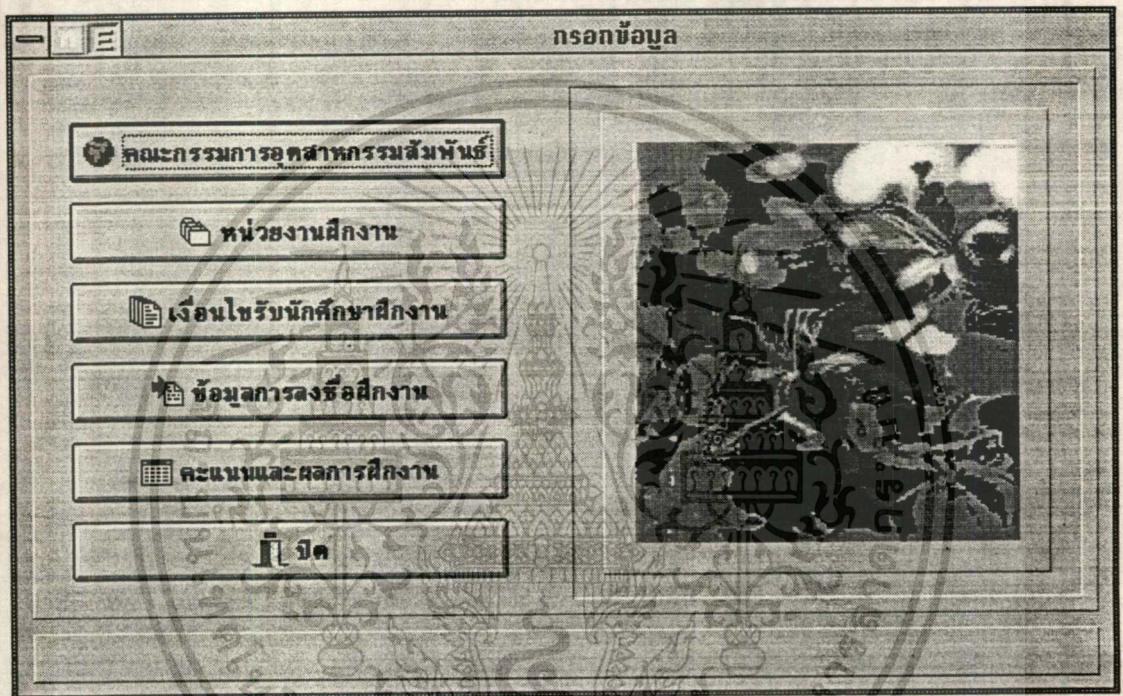 กรอกข้อมูล
คณะกรรมการอุตสาหกรรมสัมพันธ์
หน่วยงานฝึกงาน
เงื่อนไขรับนักศึกษาฝึกงาน
ข้อมูลการลงชื่อฝึกงาน
คะแนนและผลการฝึกงาน
ปิด